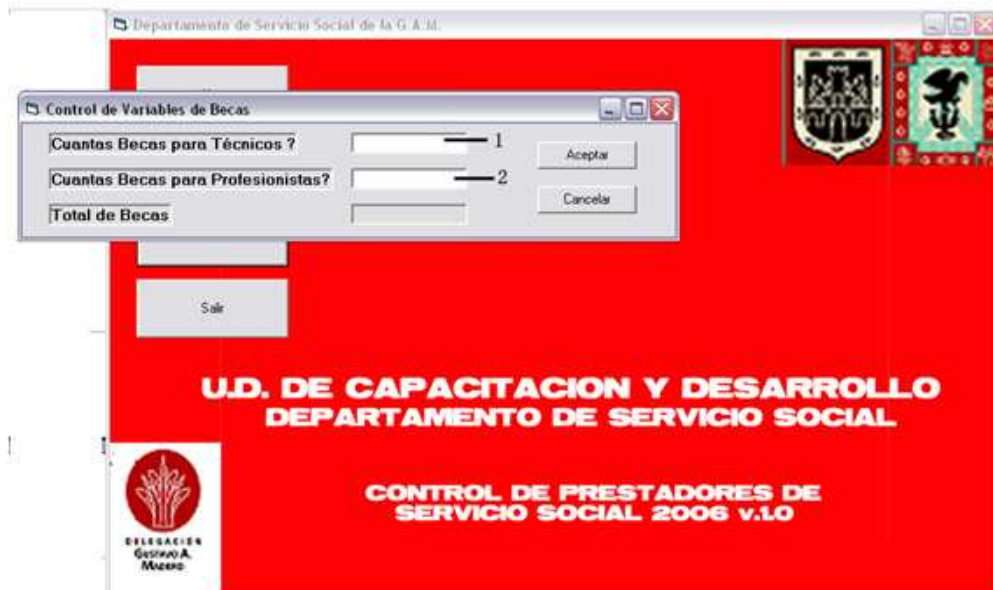 Departamento de Servicio Social de la G.A.M.
Control de Variables de Becas
Cuantas Becas para Técnicos ?
1
Aceptar
Cuantas Becas para Profesionistas?
2
Cancelar
Total de Becas
Salir
U.D. DE CAPACITACION Y DESARROLLO
DEPARTAMENTO DE SERVICIO SOCIAL
CONTROL DE PRESTADORES DE
SERVICIO SOCIAL 2006 v.1.0
DELEGACIÓN
GUSTAVO A.
MADERO